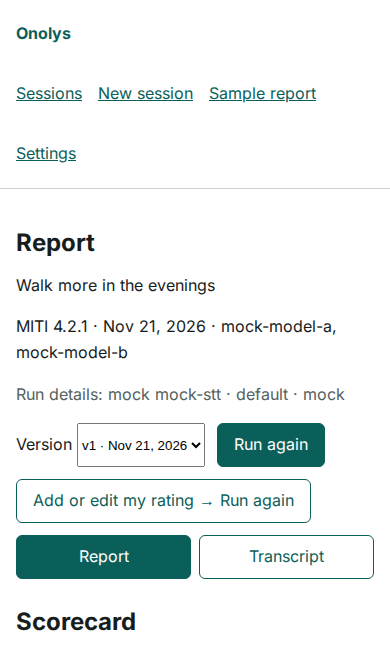 Onolys
Sessions New session Sample report
Settings
Report
Walk more in the evenings
MITI 4.2.1 · Nov 21, 2026 · mock-model-a,
mock-model-b
Run details: mock mock-stt · default · mock
Version v1 · Nov 21, 2026 Run again
Add or edit my rating → Run again
Report Transcript
Scorecard